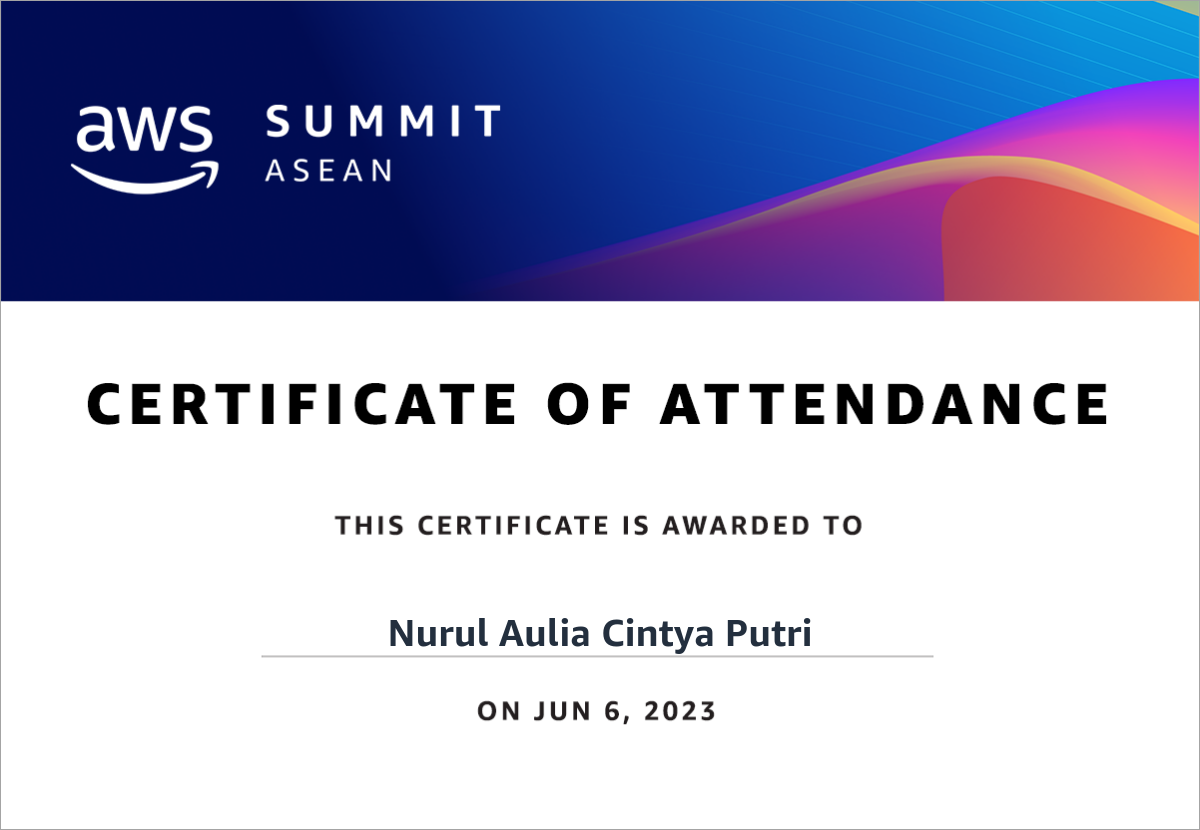 aws
SUMMIT
ASEAN
CERTIFICATE OF ATTENDANCE
THIS CERTIFICATE IS AWARDED TO
Nurul Aulia Cintya Putri
ON JUN 6, 2023